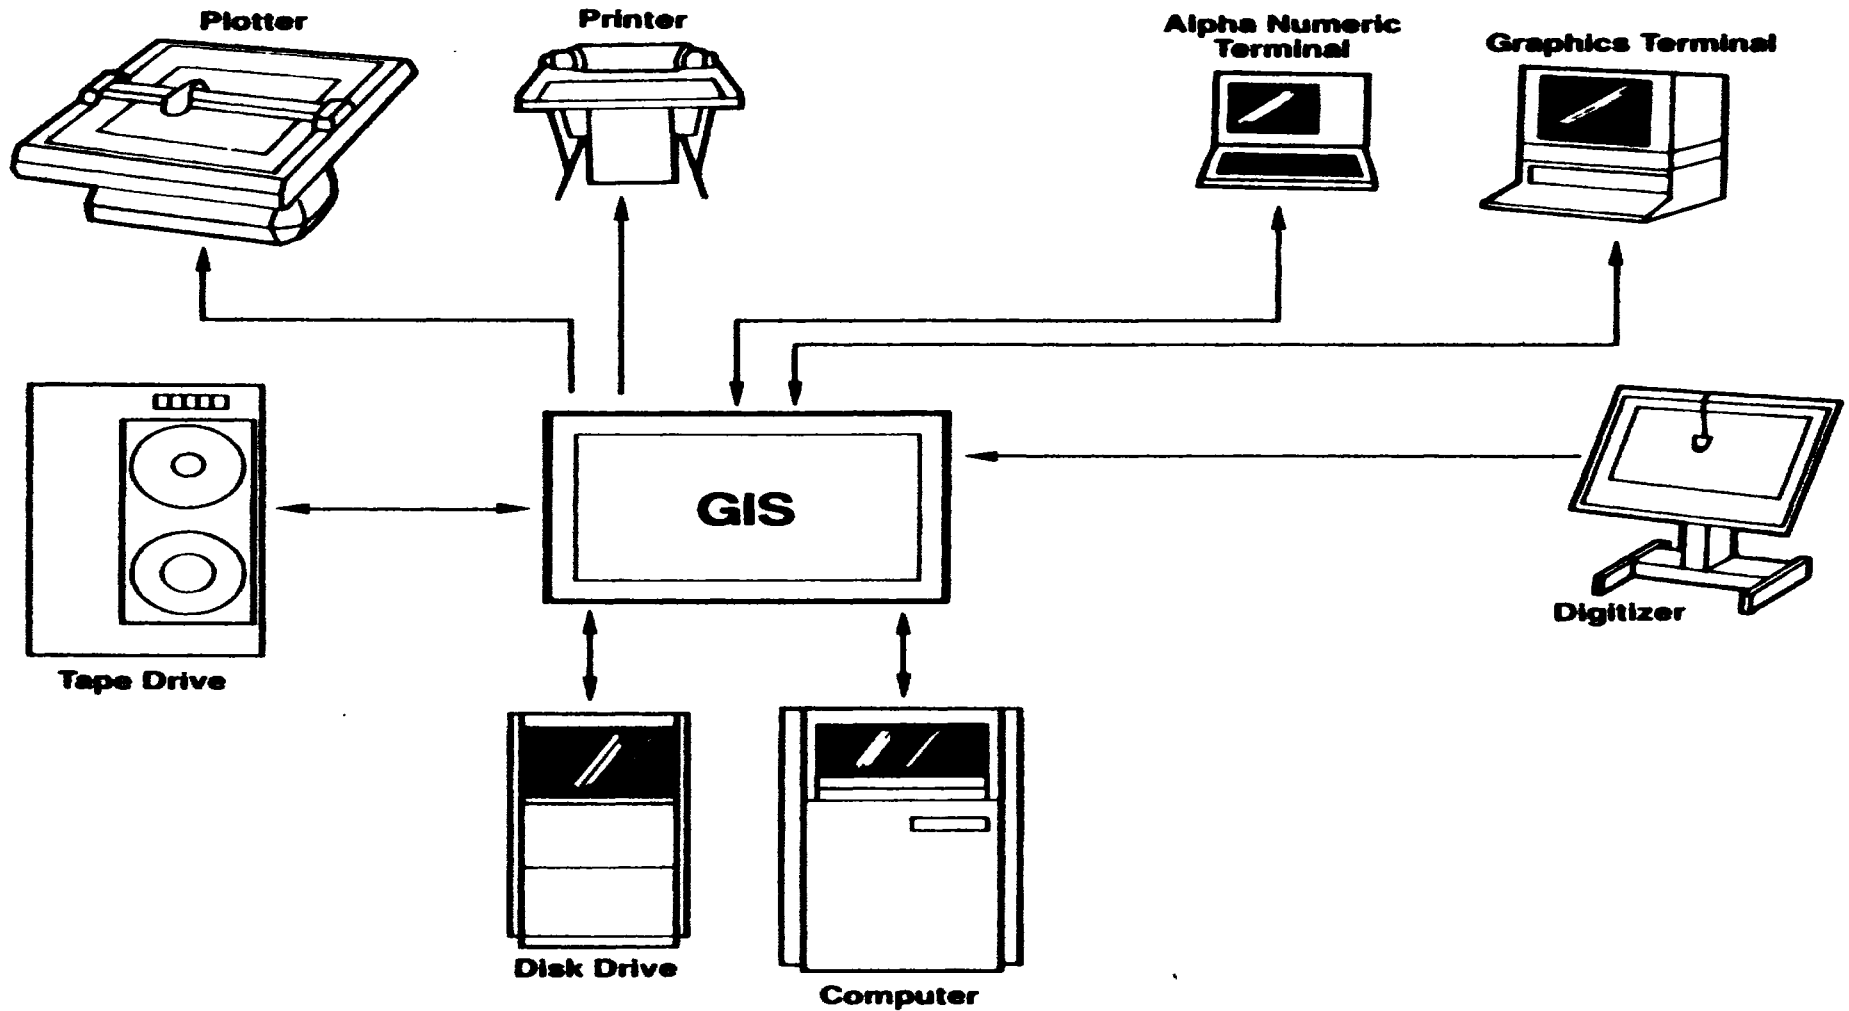 Plotter
Printer
Alpha Numeric
Terminal
Graphics Terminal
GIS
Digitizer
Tape Drive
Disk Drive
Computer